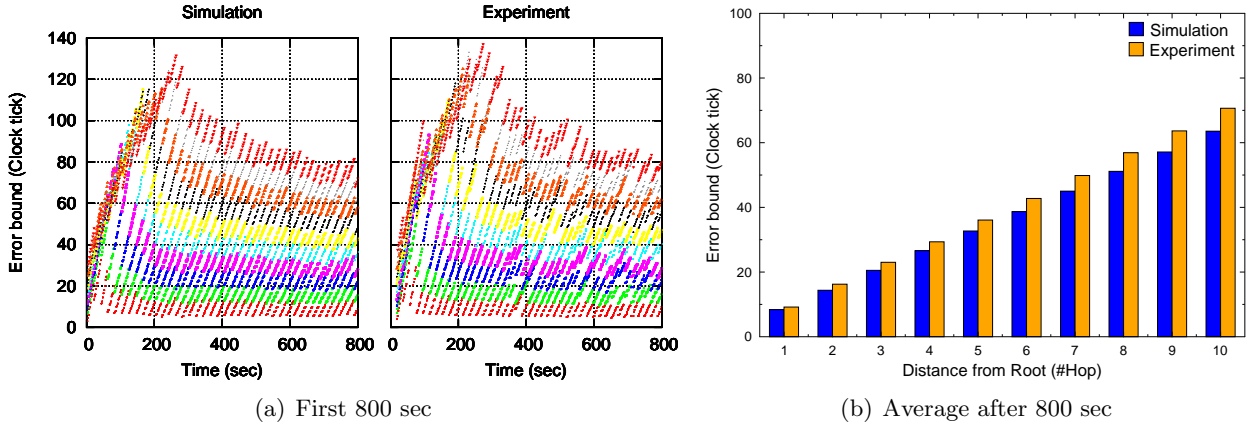 Simulation
Experiment
Error bound (Clock tick)
140
120
100
80
60
40
20
0
0 200 400 600 800
0 200 400 600 800
Time (sec)
Time (sec)
(a) First 800 sec
Error bound (Clock tick)
100
80
60
40
20
0
Simulation
Experiment
1 2 3 4 5 6 7 8 9 10
Distance from Root (#Hop)
(b) Average after 800 sec